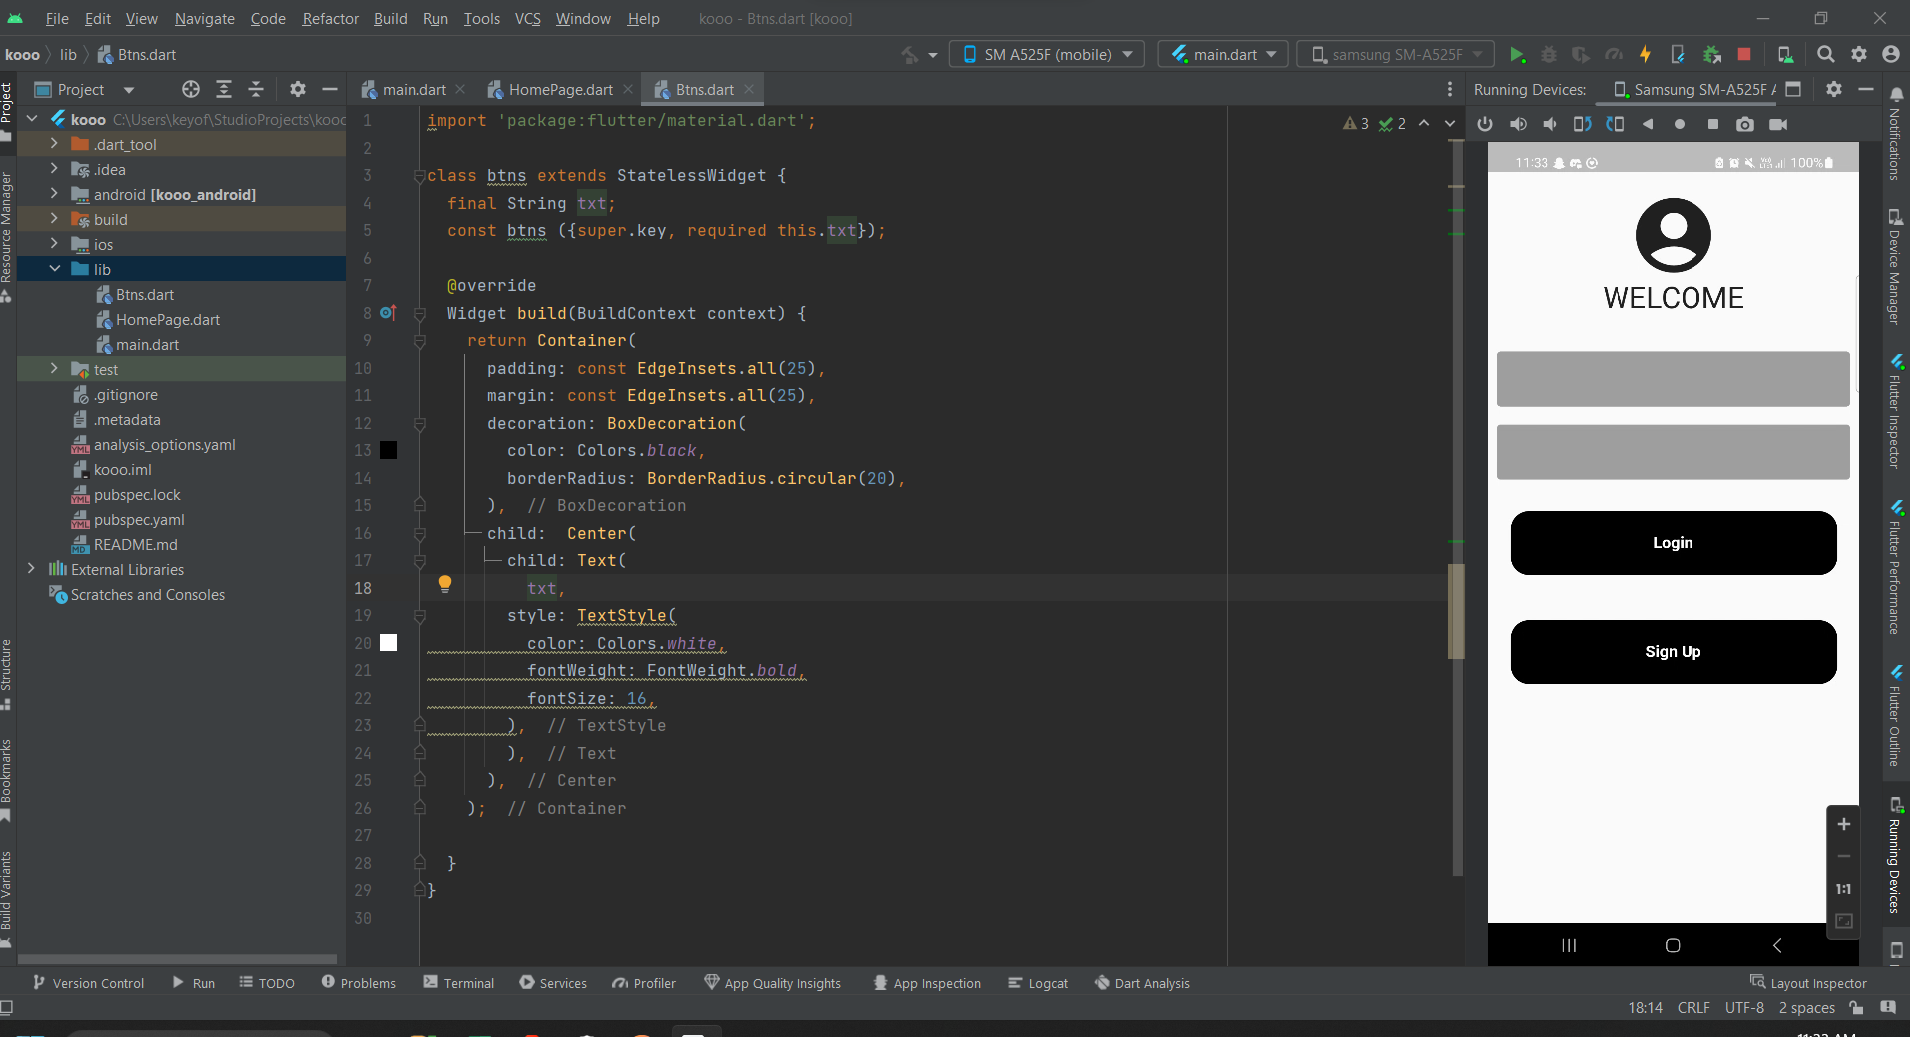 File Edit View Navigate Code Refactor Build Run Tools VCS Window Help kooo - Btns.dart [kooo]
kooo lib Btns.dart SM A525F (mobile) main.dart samsung SM-A525F
Project main.dart HomePage.dart Btns.dart Running Devices: Samsung SM-A525F
Project
Resource Manager
Structure
Bookmarks
Build Variants
kooo C:\Users\keyof\StudioProjects\kooo
.dart_tool
.idea
android [kooo_android]
build
ios
lib
Btns.dart
HomePage.dart
main.dart
test
.gitignore
.metadata
analysis_options.yaml
kooo.iml
pubspec.lock
pubspec.yaml
README.md
External Libraries
Scratches and Consoles
3 2
1 import 'package:flutter/material.dart';
2
3 class btns extends StatelessWidget {
4 final String txt;
5 const btns ({super.key, required this.txt});
6
7 @override
8 Widget build(BuildContext context) {
9 return Container(
10 padding: const EdgeInsets.all(25),
11 margin: const EdgeInsets.all(25),
12 decoration: BoxDecoration(
13 color: Colors.black,
14 borderRadius: BorderRadius.circular(20),
15 ), // BoxDecoration
16 child: Center(
17 child: Text(
18 txt,
19 style: TextStyle(
20 color: Colors.white,
21 fontWeight: FontWeight.bold,
22 fontSize: 16,
23 ), // TextStyle
24 ), // Text
25 ), // Center
26 ); // Container
27
28 }
29 }
30
11:33 100%
WELCOME
Login
Sign Up
1:1
Notifications
Device Manager
Flutter Inspector
Flutter Performance
Flutter Outline
Running Devices
Version Control Run TODO Problems Terminal Services Profiler App Quality Insights App Inspection Logcat Dart Analysis Layout Inspector
18:14 CRLF UTF-8 2 spaces